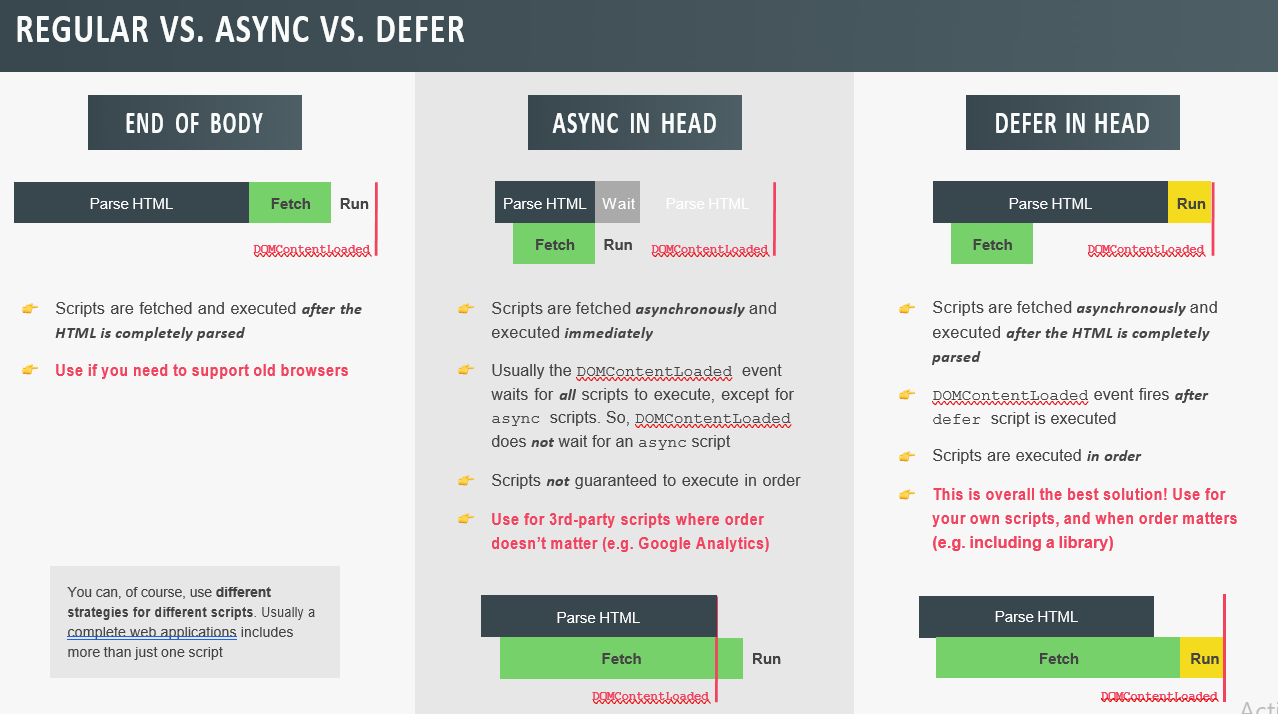 REGULAR VS. ASYNC VS. DEFER
END OF BODY
Parse HTML
Fetch
Run
DOMContentLoaded
Scripts are fetched and executed after the
HTML is completely parsed
Use if you need to support old browsers
You can, of course, use different
strategies for different scripts. Usually a
complete web applications includes
more than just one script
ASYNC IN HEAD
Parse HTML
Wait
Parse HTML
Fetch
Run
DOMContentLoaded
Scripts are fetched asynchronously and
executed immediately
Usually the DOMContentLoaded event
waits for all scripts to execute, except for
async scripts. So, DOMContentLoaded
does not wait for an async script
Scripts not guaranteed to execute in order
Use for 3rd-party scripts where order
doesn’t matter (e.g. Google Analytics)
Parse HTML
Fetch
Run
DOMContentLoaded
DEFER IN HEAD
Parse HTML
Run
Fetch
DOMContentLoaded
Scripts are fetched asynchronously and
executed after the HTML is completely
parsed
DOMContentLoaded event fires after
defer script is executed
Scripts are executed in order
This is overall the best solution! Use for
your own scripts, and when order matters
(e.g. including a library)
Parse HTML
Fetch
Run
DOMContentLoaded